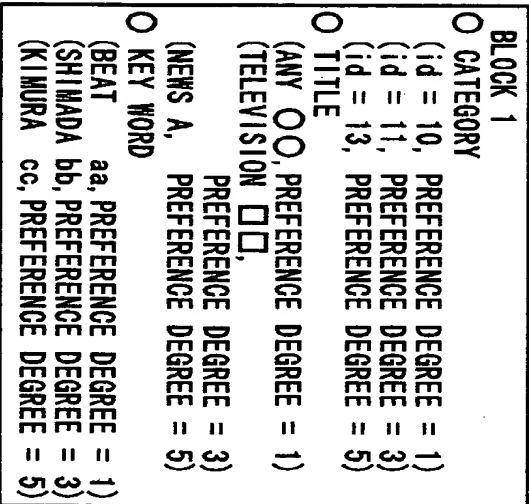 BLOCK 1
○ CATEGORY
(id = 10, PREFERENCE DEGREE = 1)
(id = 11, PREFERENCE DEGREE = 3)
(id = 13, PREFERENCE DEGREE = 5)
○ TITLE
(ANY ○○, PREFERENCE DEGREE = 1)
(TELEVISION □□,
PREFERENCE DEGREE = 3)
(NEWS A, PREFERENCE DEGREE = 5)
○ KEY WORD
(BEAT aa, PREFERENCE DEGREE = 1)
(SHIMADA bb, PREFERENCE DEGREE = 3)
(KIMURA cc, PREFERENCE DEGREE = 5)